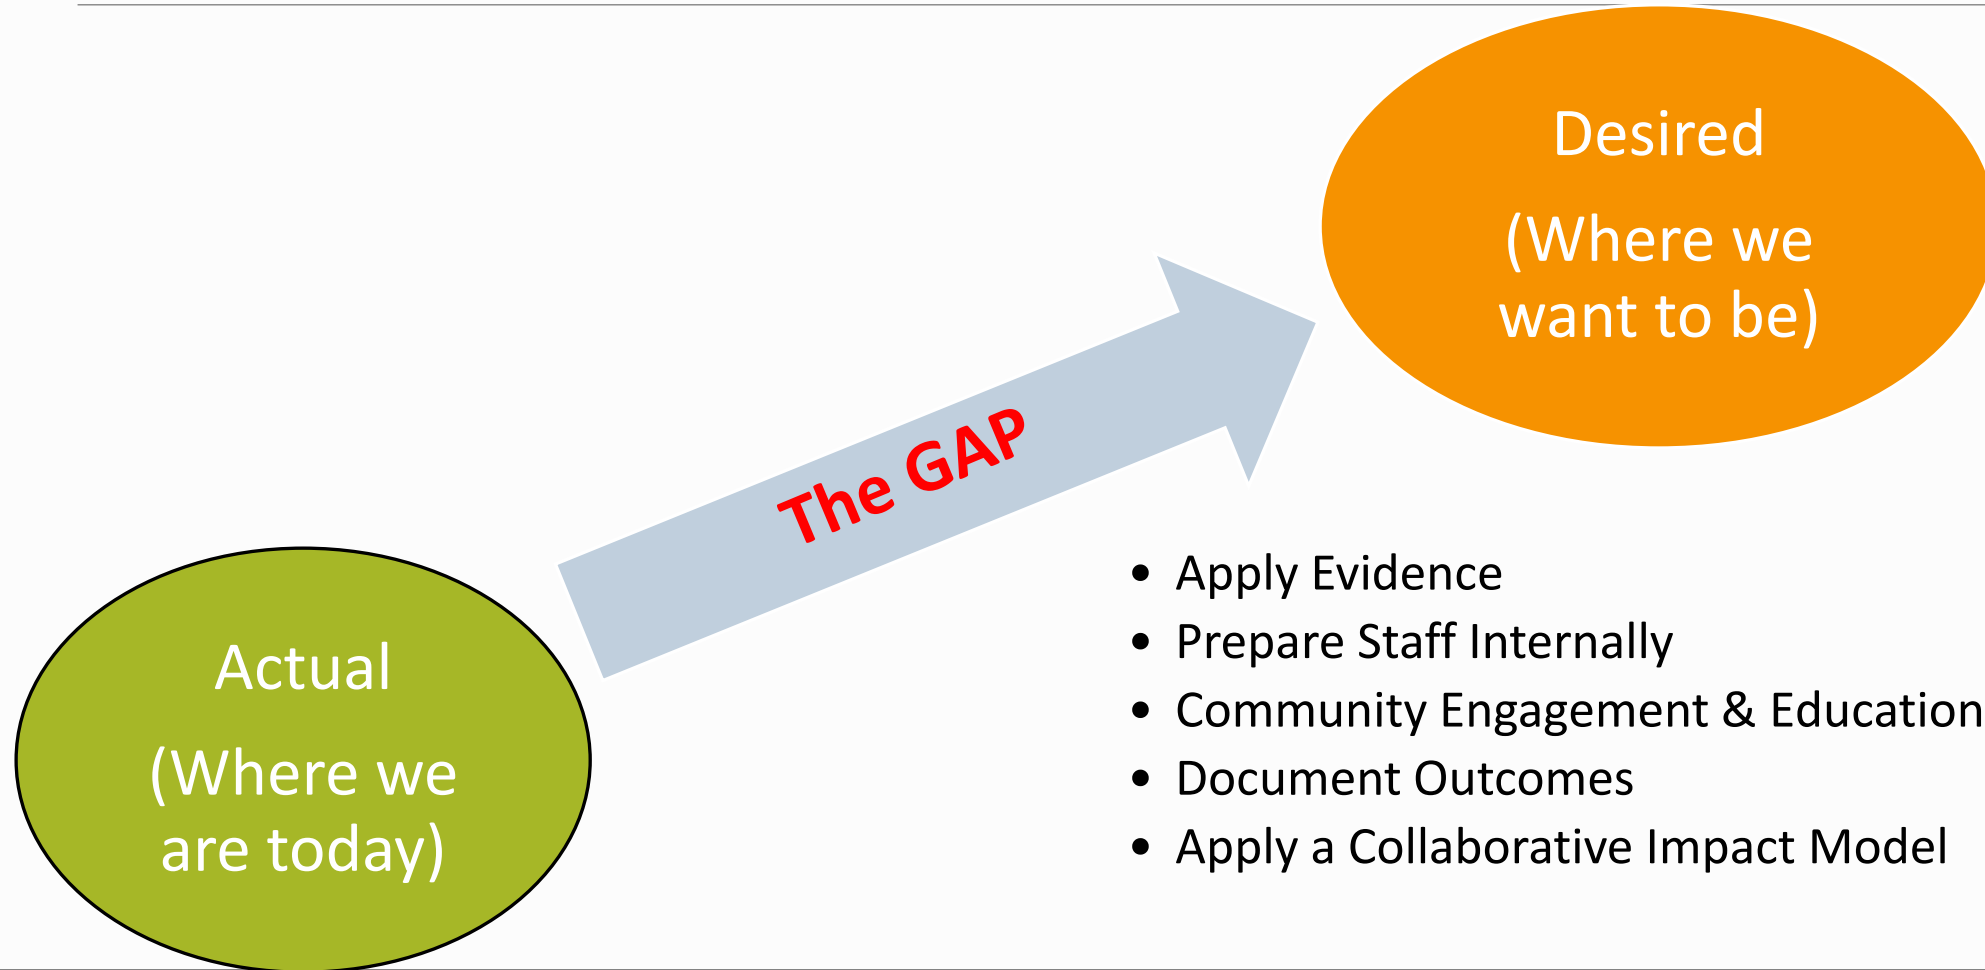 Desired
(Where we
want to be)
The GAP
Actual
(Where we
are today)
• Apply Evidence
• Prepare Staff Internally
• Community Engagement & Education
• Document Outcomes
• Apply a Collaborative Impact Model